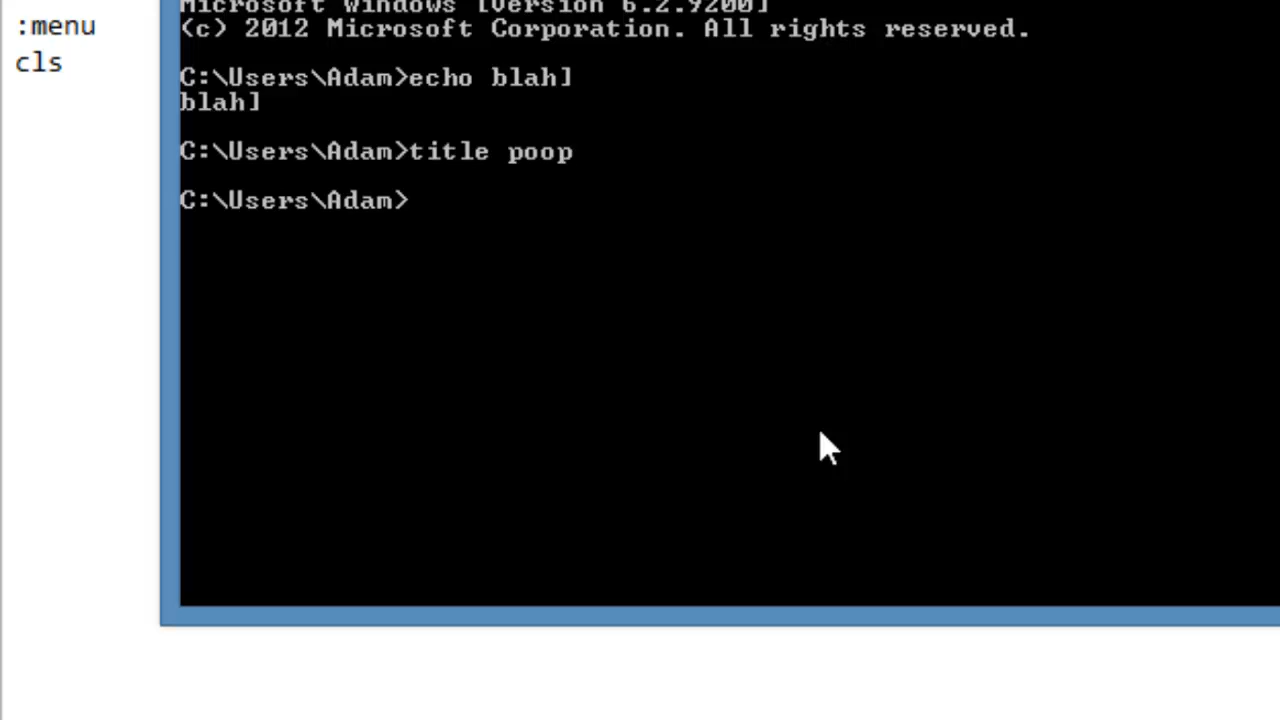 :menu
cls
Microsoft Windows [Version 6.2.9200]
(c) 2012 Microsoft Corporation. All rights reserved.
C:\Users\Adam>echo blah]
blah]
C:\Users\Adam>title poop
C:\Users\Adam>